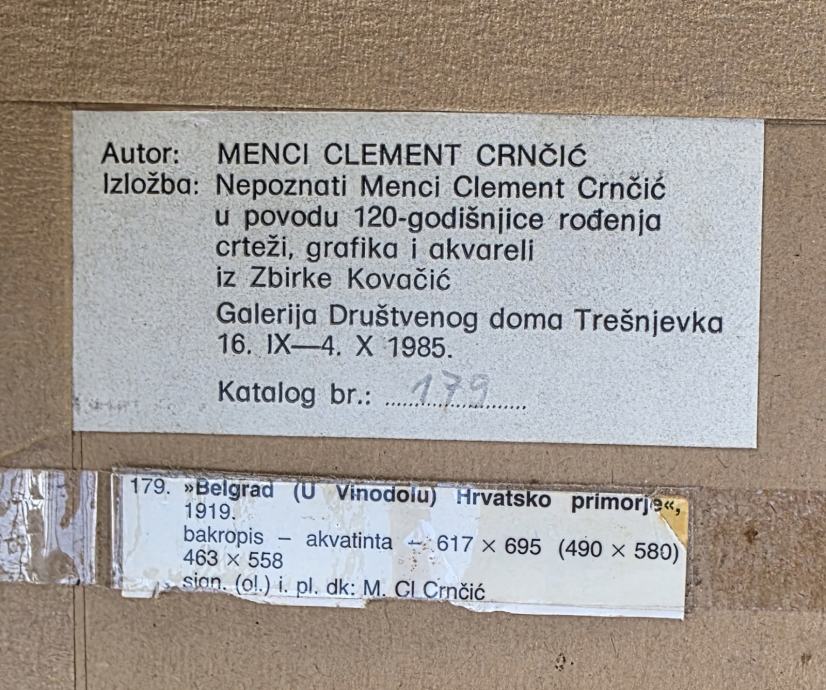 Autor: MENCI CLEMENT CRNČIĆ
Izložba: Nepoznati Menci Clement Crnčić
u povodu 120-godišnjice rođenja
crteži, grafika i akvareli
iz Zbirke Kovačić
Galerija Društvenog doma Trešnjevka
16. IX—4. X 1985.
Katalog br.: 179
179. »Belgrad (U Vinodolu) Hrvatsko primorje«,
1919.
bakropis – akvatinta – 617 × 695 (490 × 580)
463 × 558
sign. (ol.) i. pl. dk: M. Cl Crnčić